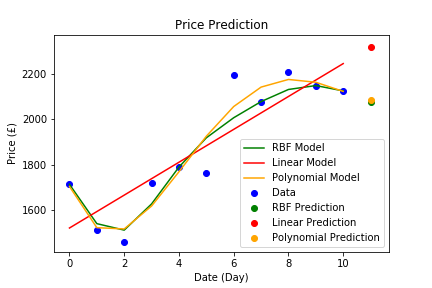 Price Prediction
Price (£)
2200
2000
1800
1600
RBF Model
Linear Model
Polynomial Model
Data
RBF Prediction
Linear Prediction
Polynomial Prediction
0 2 4 6 8 10
Date (Day)